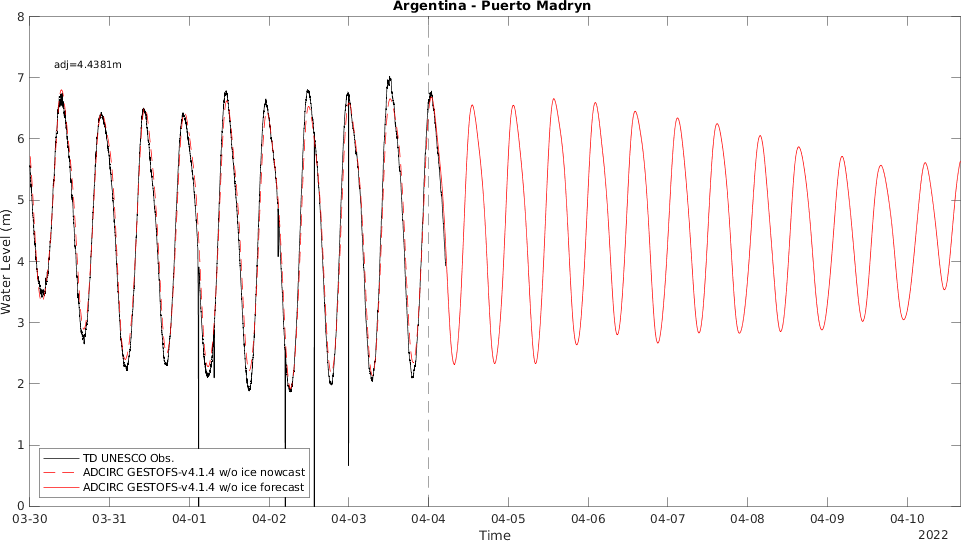 Argentina - Puerto Madryn
8
adj=4.4381m
7
6
5
4
3
2
1
0
Water Level (m)
TD UNESCO Obs.
ADCIRC GESTOFS-v4.1.4 w/o ice nowcast
ADCIRC GESTOFS-v4.1.4 w/o ice forecast
03-30 03-31 04-01 04-02 04-03 04-04 04-05 04-06 04-07 04-08 04-09 04-10
Time
2022